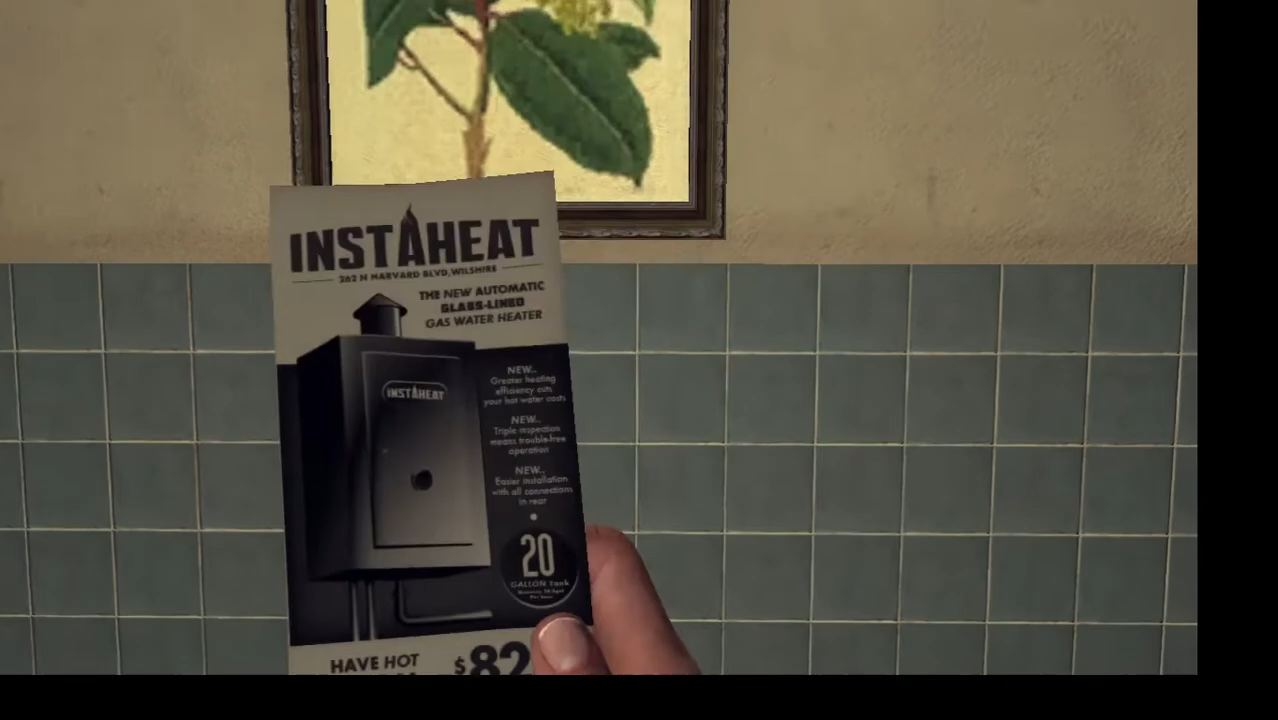 INSTAHEAT
262 N HARVARD BLVD, WILSHIRE
THE NEW AUTOMATIC
GLASS-LINED
GAS WATER HEATER
INSTAHEAT
NEW..
Greater heating
efficiency cuts
your hot water costs
NEW..
Triple inspection
means trouble-free
operation
NEW..
Easier installation
with all connections
in rear
20
GALLON Tank
HAVE HOT
$82